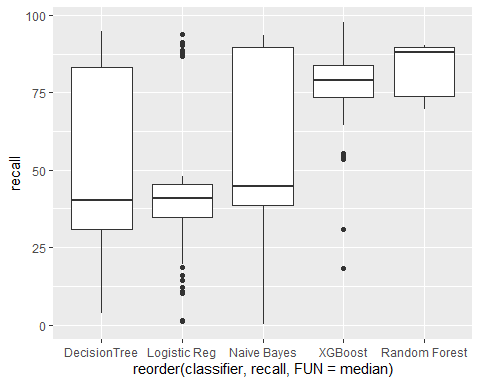 100
75
50
25
0
recall
DecisionTree Logistic Reg Naive Bayes XGBoost Random Forest
reorder(classifier, recall, FUN = median)